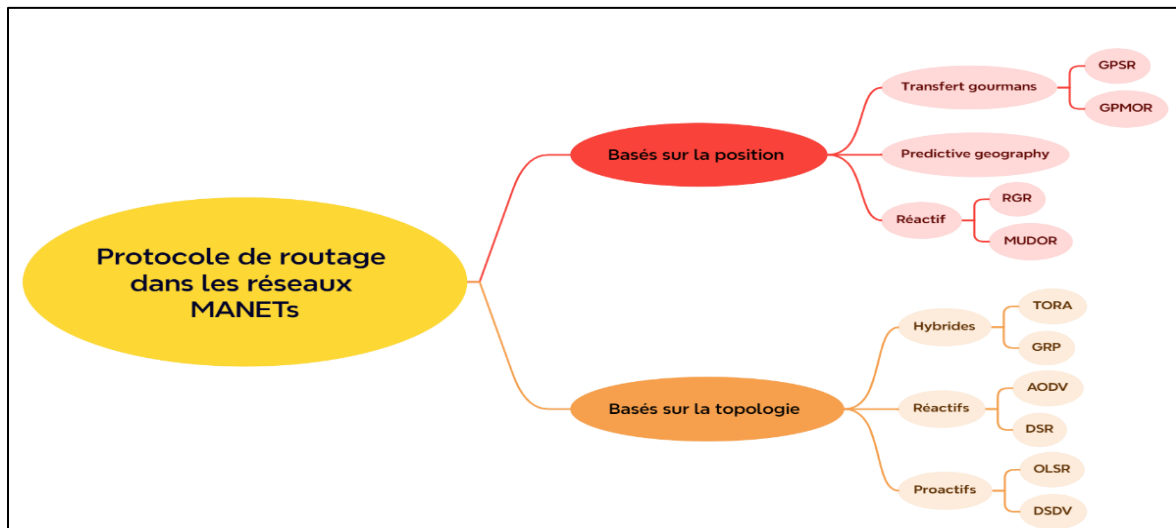 Protocole de routage
dans les réseaux
MANETs
Basés sur la position
Transfert gourmans
GPSR
GPMOR
Predictive geography
Réactif
RGR
MUDOR
Basés sur la topologie
Hybrides
TORA
GRP
Réactifs
AODV
DSR
Proactifs
OLSR
DSDV